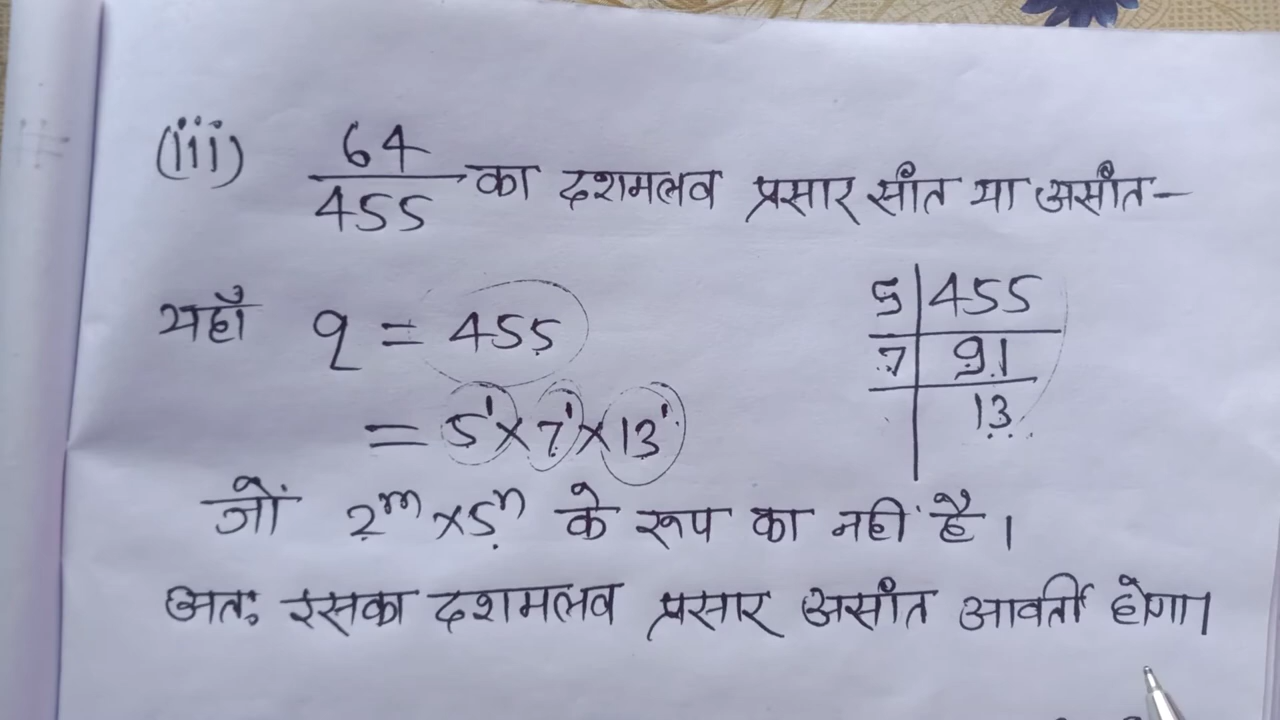 (iii) 64/455 का दशमलव प्रसार सांत या असांत-
यहाँ q = 455
= 5¹×7¹×13¹
5 | 455
7 | 91
13
जों 2ᵐ×5ⁿ के रूप का नहीं है।
अतः इसका दशमलव प्रसार असांत आवर्ती होगा।